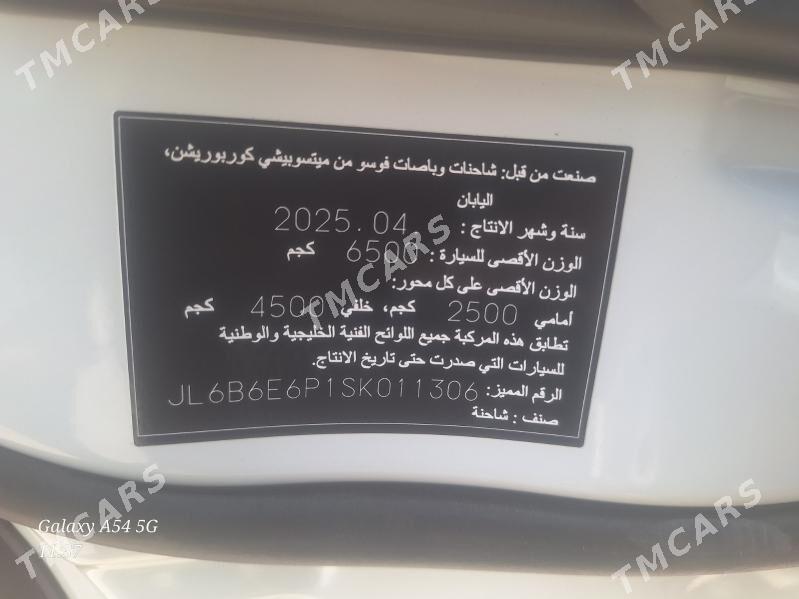 TMCARS
TMCARS
صنعت من قبل: شاحنات وباصات فوسو من ميتسوبيشي كوربوريشن،
اليابان
سنة وشهر الانتاج : 2025.04
الوزن الأقصى للسيارة : 6500 كجم
الوزن الأقصى على كل محور:
أمامي 2500 كجم، خلفي 4500 كجم
تطابق هذه المركبة جميع اللوائح الفنية الخليجية والوطنية
للسيارات التي صدرت حتى تاريخ الانتاج.
الرقم المميز: JL6B6E6P1SK011306
صنف : شاحنة
TMCARS
TMCARS
Galaxy A54 5G
TMCARS